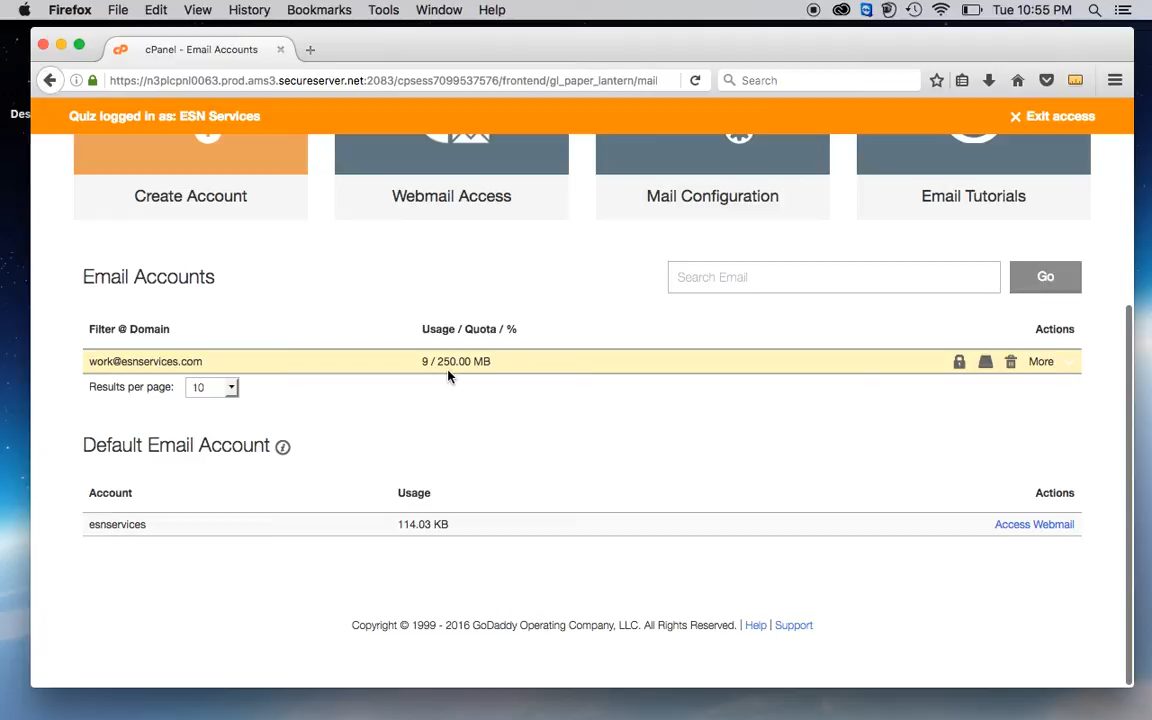 Firefox File Edit View History Bookmarks Tools Window Help Tue 10:55 PM
cPanel - Email Accounts
https://n3plcpnl0063.prod.ams3.secureserver.net:2083/cpsess7099537576/frontend/gl_paper_lantern/mail Search
Des
Quiz logged in as: ESN Services Exit access
Create Account Webmail Access Mail Configuration Email Tutorials
Email Accounts Search Email Go
Filter @ Domain Usage / Quota / % Actions
work@esnservices.com 9 / 250.00 MB More
Results per page: 10
Default Email Account
Account Usage Actions
esnservices 114.03 KB Access Webmail
Copyright © 1999 - 2016 GoDaddy Operating Company, LLC. All Rights Reserved. | Help | Support